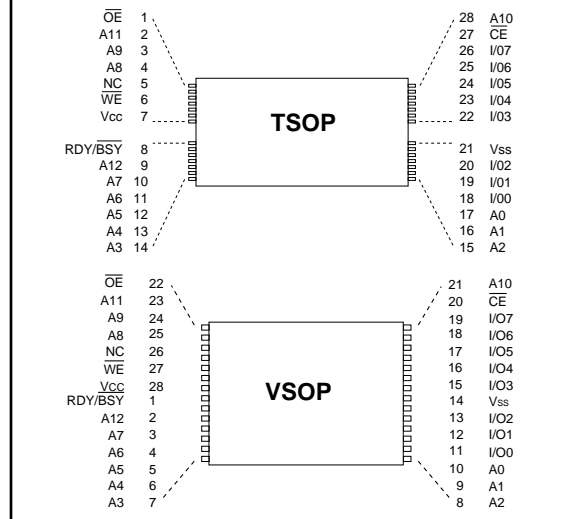 OE 1 28 A10
A11 2 27 CE
A9 3 26 I/07
A8 4 25 I/06
NC 5 24 I/05
WE 6 23 I/04
Vcc 7 22 I/03
TSOP
RDY/BSY 8 21 Vss
A12 9 20 I/02
A7 10 19 I/01
A6 11 18 I/00
A5 12 17 A0
A4 13 16 A1
A3 14 15 A2
OE 22 21 A10
A11 23 20 CE
A9 24 19 I/O7
A8 25 18 I/O6
NC 26 17 I/O5
WE 27 16 I/O4
VCC 28 15 I/O3
VSOP
RDY/BSY 1 14 VSS
A12 2 13 I/O2
A7 3 12 I/O1
A6 4 11 I/O0
A5 5 10 A0
A4 6 9 A1
A3 7 8 A2